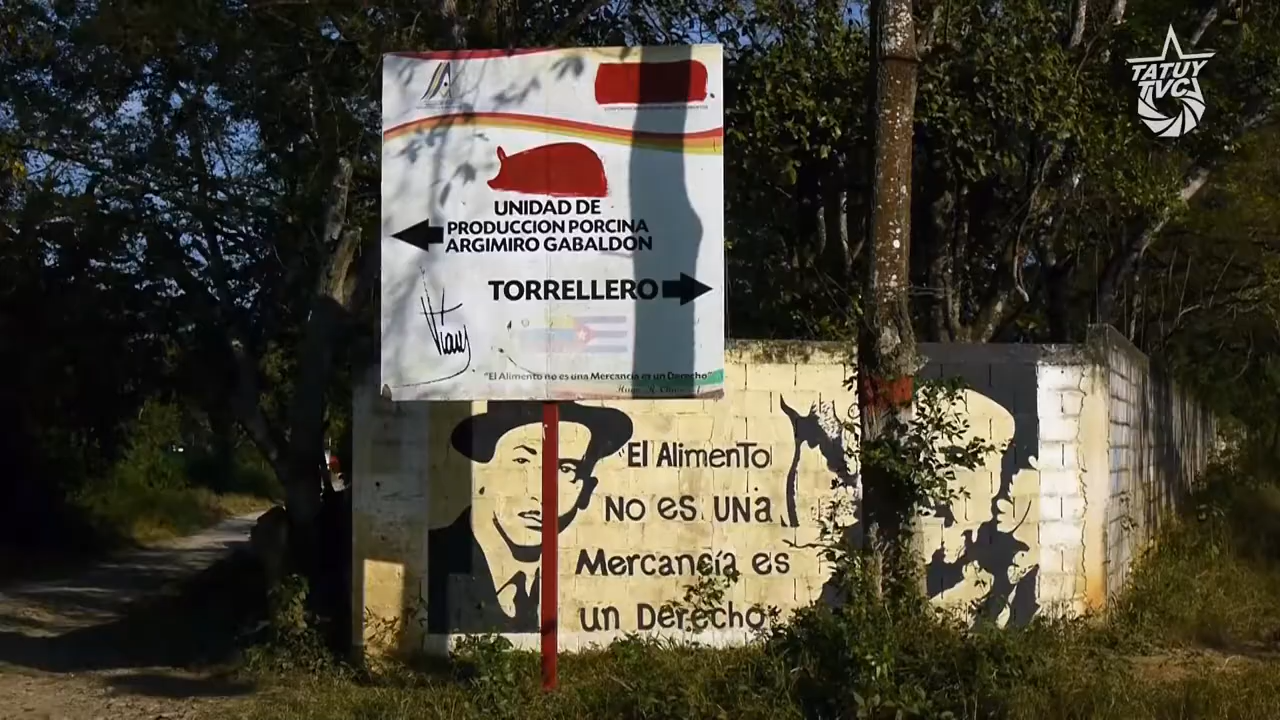 TATUY
TVC
UNIDAD DE
PRODUCCION PORCINA
ARGIMIRO GABALDON
TORRELLERO
"El Alimento no es una Mercancía es un Derecho"
El Alimento
no es una
Mercancía es
un Derecho